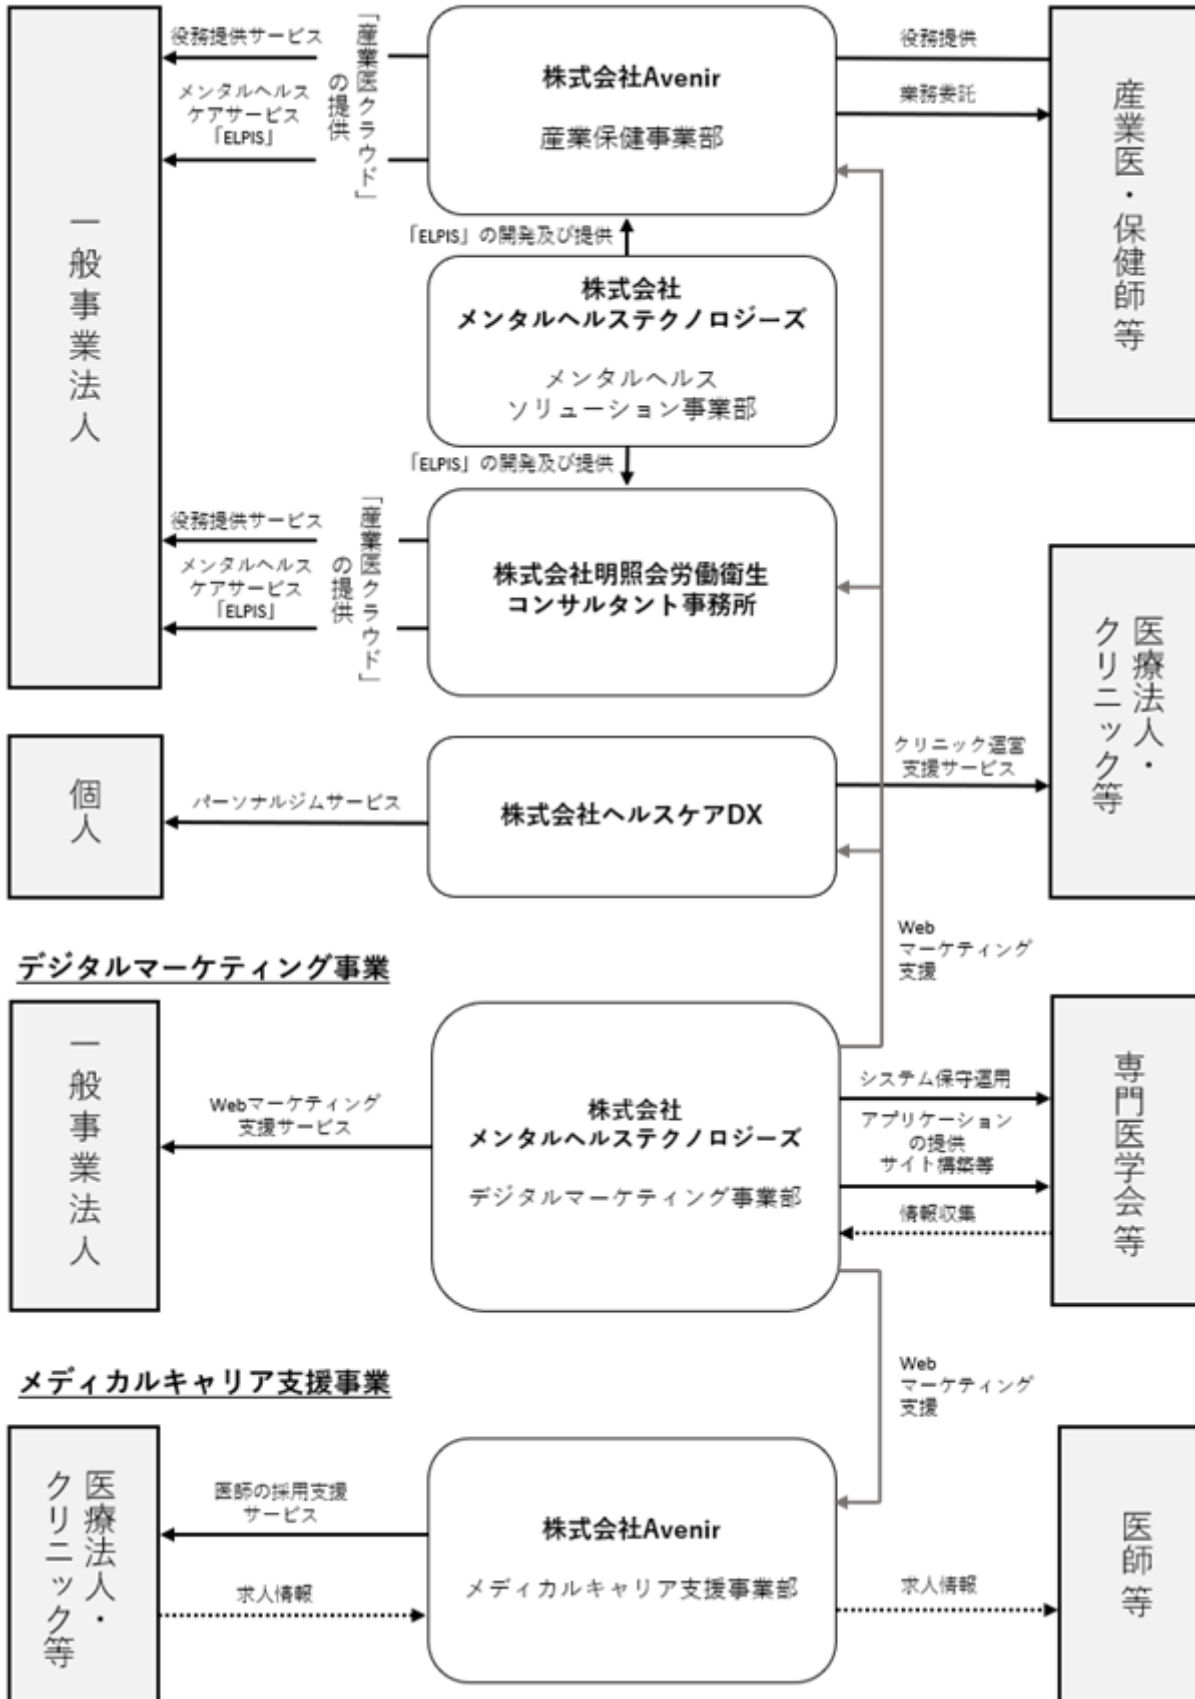 一般事業法人
役務提供サービス
メンタルヘルス
ケアサービス
「ELPIS」
「産業医クラウド」
の提供
株式会社Avenir
産業保健事業部
役務提供
業務委託
産業医・保健師等
「ELPIS」の開発及び提供
株式会社
メンタルヘルステクノロジーズ
メンタルヘルス
ソリューション事業部
「ELPIS」の開発及び提供
役務提供サービス
メンタルヘルス
ケアサービス
「ELPIS」
「産業医クラウド」
の提供
株式会社明照会労働衛生
コンサルタント事務所
医療法人・
クリニック等
個人
パーソナルジムサービス
株式会社ヘルスケアDX
クリニック運営
支援サービス
Web
マーケティング
支援
デジタルマーケティング事業
一般事業法人
Webマーケティング
支援サービス
株式会社
メンタルヘルステクノロジーズ
デジタルマーケティング事業部
システム保守運用
アプリケーション
の提供
サイト構築等
情報収集
専門医学会等
Web
マーケティング
支援
メディカルキャリア支援事業
医療法人・
クリニック等
医師の採用支援
サービス
求人情報
株式会社Avenir
メディカルキャリア支援事業部
求人情報
医師等